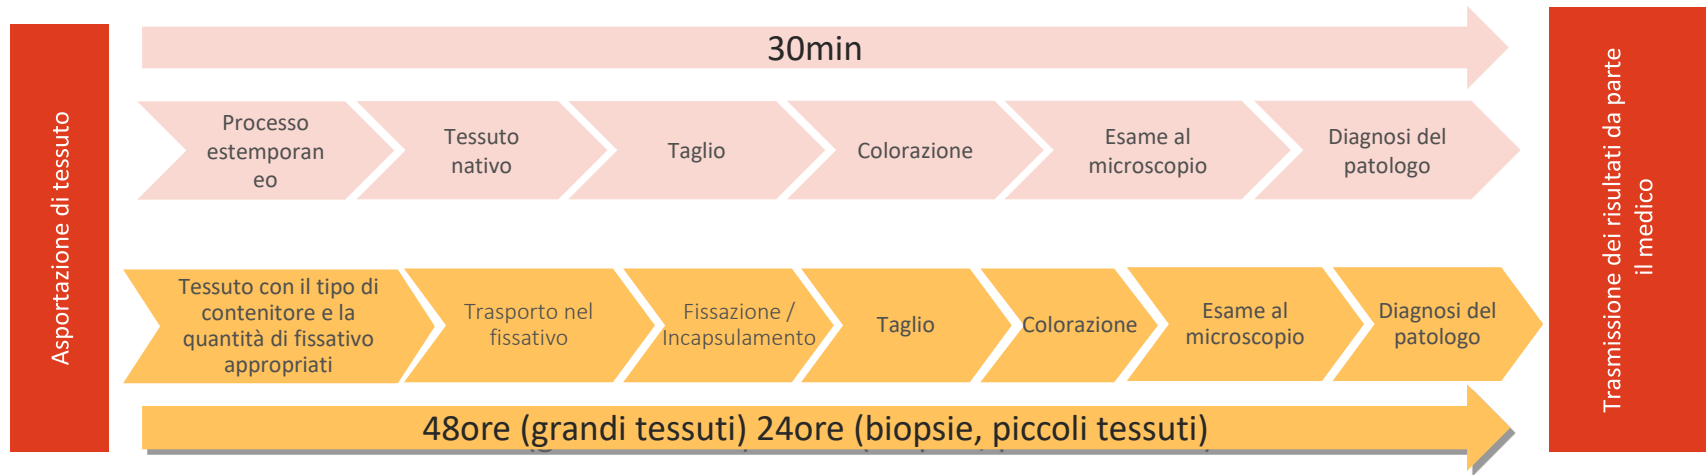 Asportazione di tessuto
30min
Processo
estemporan
eo
Tessuto
nativo
Taglio
Colorazione
Esame al
microscopio
Diagnosi del
patologo
Tessuto con il tipo di
contenitore e la
quantità di fissativo
appropriati
Trasporto nel
fissativo
Fissazione /
Incapsulamento
Taglio
Colorazione
Esame al
microscopio
Diagnosi del
patologo
48ore (grandi tessuti) 24ore (biopsie, piccoli tessuti)
Trasmissione dei risultati da parte
il medico